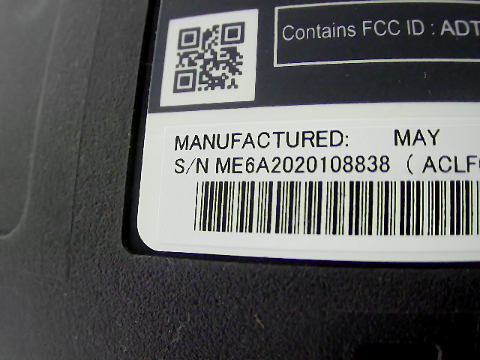 Contains FCC ID : ADT
MANUFACTURED: MAY
S/N ME6A2020108838 ( ACLF